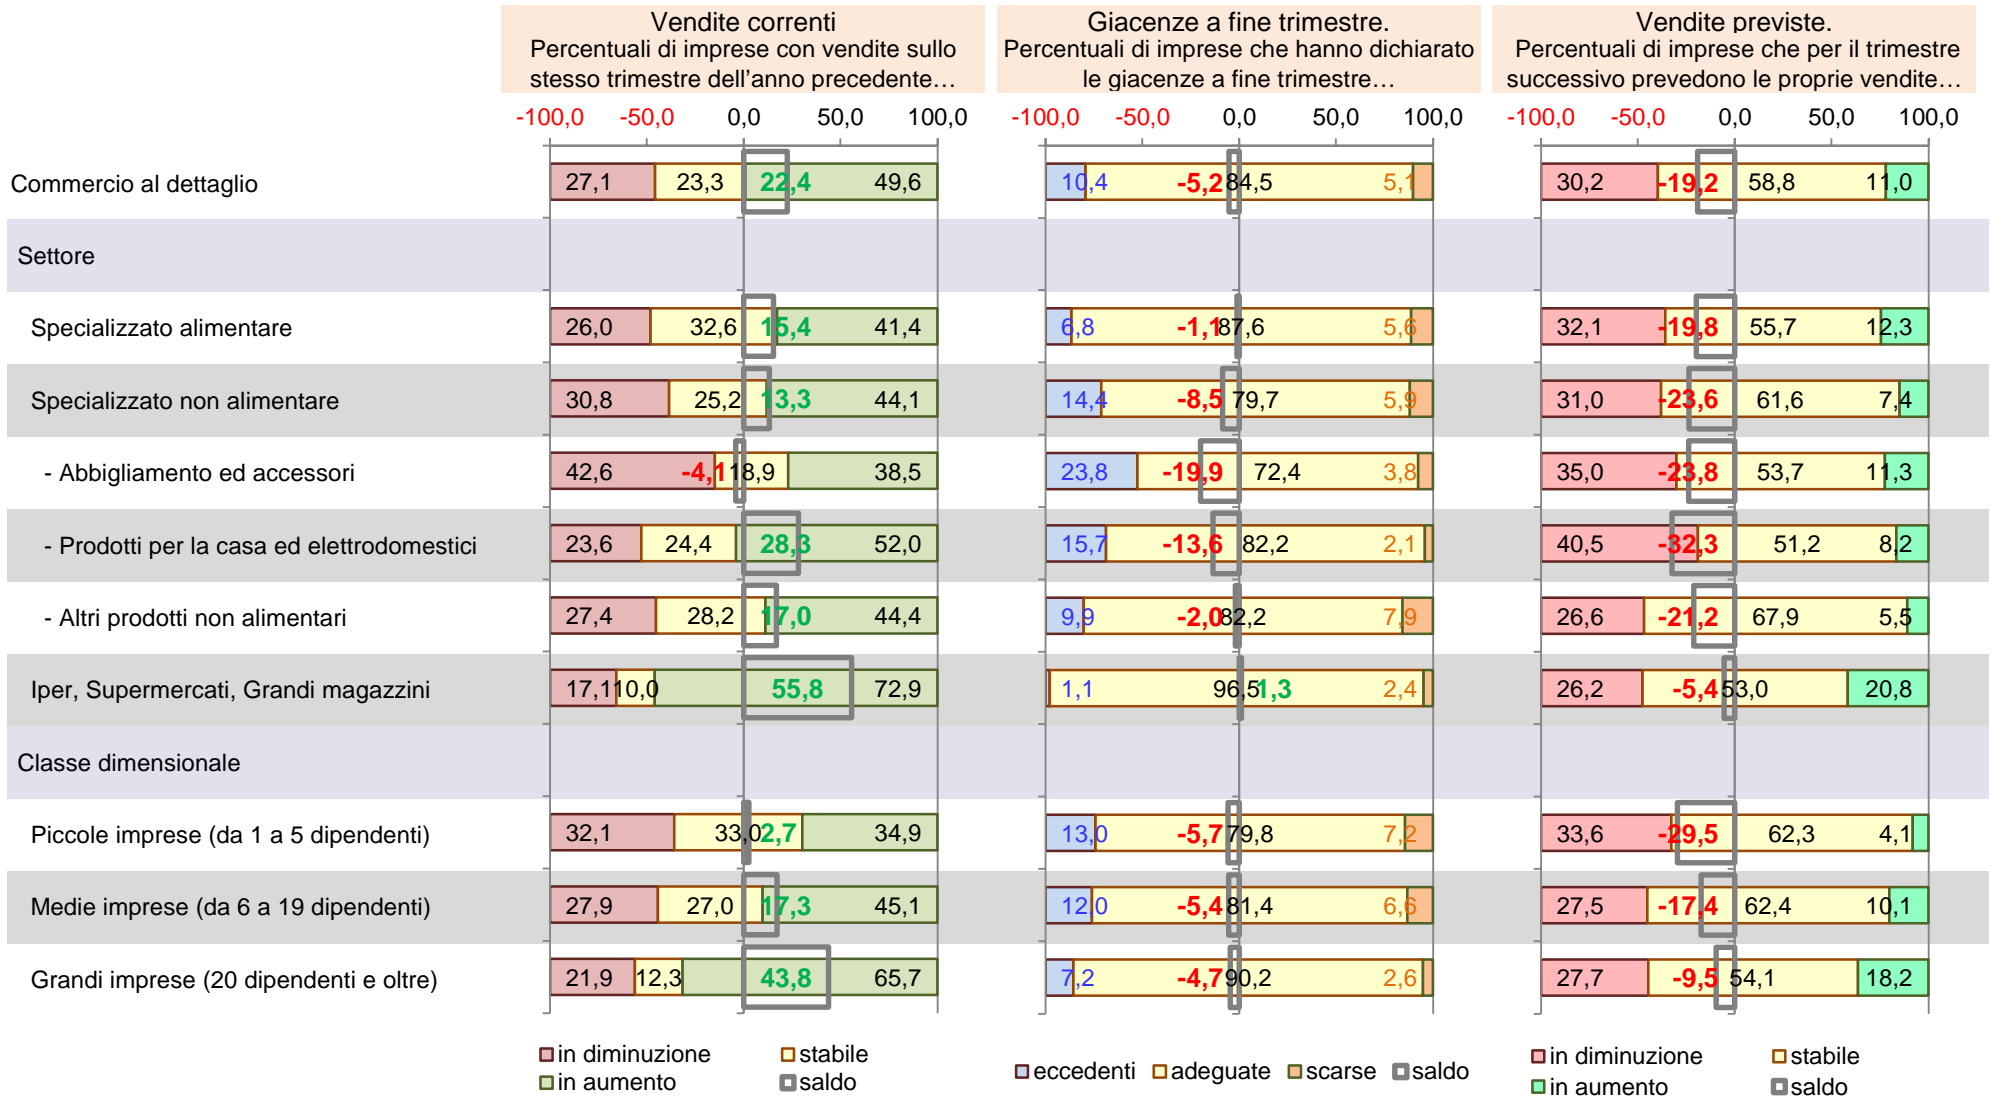 Vendite correnti
Percentuali di imprese con vendite sullo
stesso trimestre dell'anno precedente…
Giacenze a fine trimestre.
Percentuali di imprese che hanno dichiarato
le giacenze a fine trimestre…
Vendite previste.
Percentuali di imprese che per il trimestre
successivo prevedono le proprie vendite…
-100,0 -50,0 0,0 50,0 100,0 -100,0 -50,0 0,0 50,0 100,0 -100,0 -50,0 0,0 50,0 100,0
Commercio al dettaglio 27,1 23,3 22,4 49,6 10,4 -5,2 84,5 5,1 30,2 -19,2 58,8 11,0
Settore
Specializzato alimentare 26,0 32,6 15,4 41,4 6,8 -1,1 87,6 5,6 32,1 -19,8 55,7 12,3
Specializzato non alimentare 30,8 25,2 13,3 44,1 14,4 -8,5 79,7 5,9 31,0 -23,6 61,6 7,4
- Abbigliamento ed accessori 42,6 -4,1 18,9 38,5 23,8 -19,9 72,4 3,8 35,0 -23,8 53,7 11,3
- Prodotti per la casa ed elettrodomestici 23,6 24,4 28,3 52,0 15,7 -13,6 82,2 2,1 40,5 -32,3 51,2 8,2
- Altri prodotti non alimentari 27,4 28,2 17,0 44,4 9,9 -2,0 82,2 7,9 26,6 -21,2 67,9 5,5
Iper, Supermercati, Grandi magazzini 17,1 10,0 55,8 72,9 1,1 96,5 1,3 2,4 26,2 -5,4 53,0 20,8
Classe dimensionale
Piccole imprese (da 1 a 5 dipendenti) 32,1 33,0 2,7 34,9 13,0 -5,7 79,8 7,2 33,6 -29,5 62,3 4,1
Medie imprese (da 6 a 19 dipendenti) 27,9 27,0 17,3 45,1 12,0 -5,4 81,4 6,6 27,5 -17,4 62,4 10,1
Grandi imprese (20 dipendenti e oltre) 21,9 12,3 43,8 65,7 7,2 -4,7 90,2 2,6 27,7 -9,5 54,1 18,2
in diminuzione stabile
in aumento saldo
eccedenti adeguate scarse saldo
in diminuzione stabile
in aumento saldo